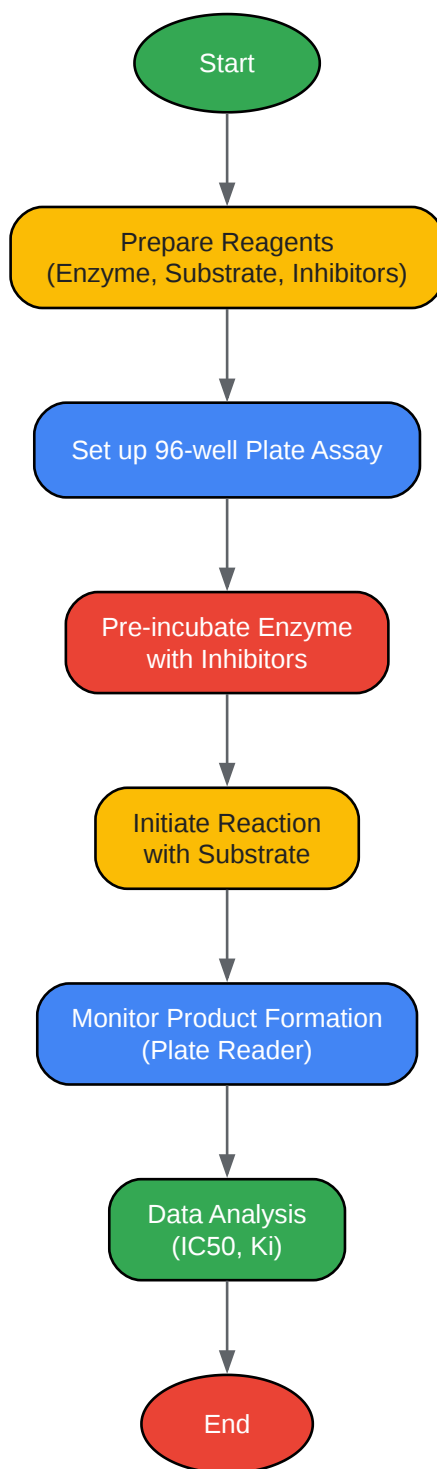 Start
Prepare Reagents
(Enzyme, Substrate, Inhibitors)
Set up 96-well Plate Assay
Pre-incubate Enzyme
with Inhibitors
Initiate Reaction
with Substrate
Monitor Product Formation
(Plate Reader)
Data Analysis
(IC50, Ki)
End